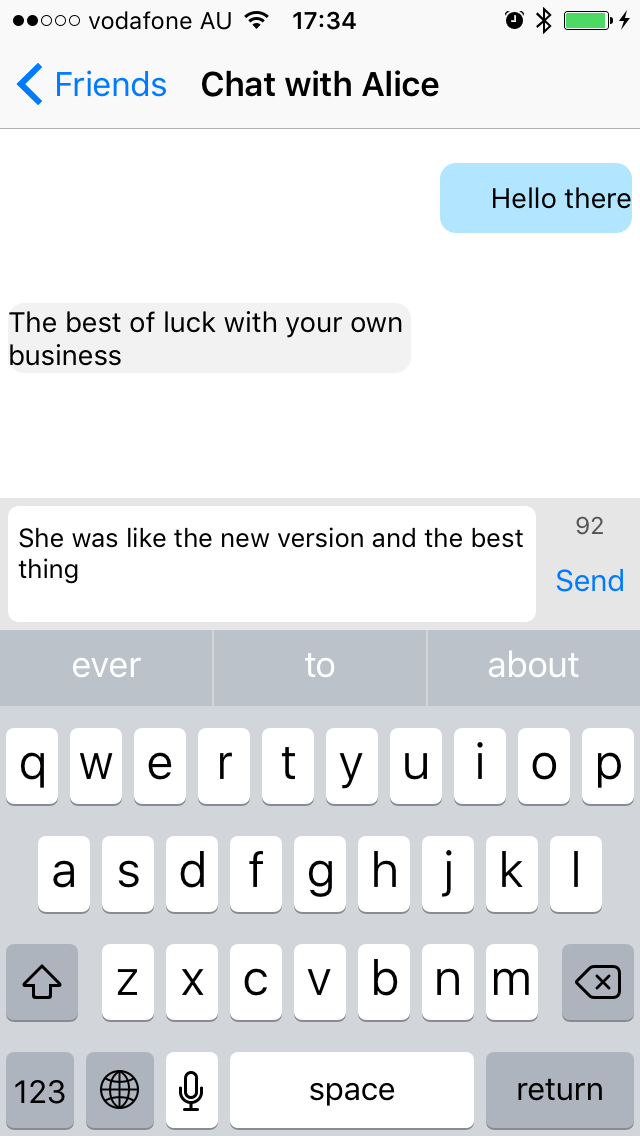 vodafone AU 17:34
Friends Chat with Alice
Hello there
The best of luck with your own
business
She was like the new version and the best
thing
92
Send
ever to about
q w e r t y u i o p
a s d f g h j k l
z x c v b n m
123 space return